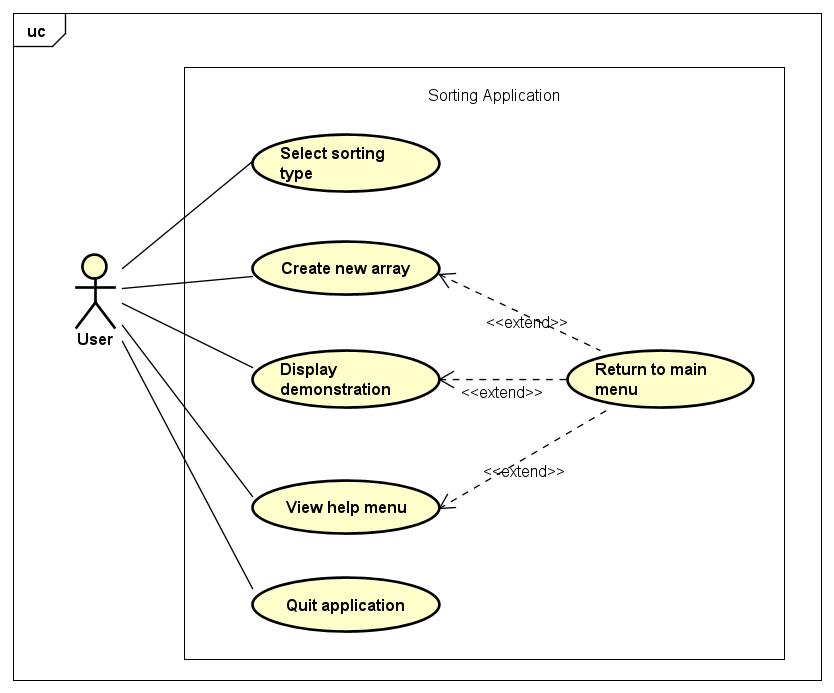 uc
Sorting Application
Select sorting
type
Create new array
<<extend>>
User
Display
demonstration
<<extend>>
Return to main
menu
<<extend>>
View help menu
Quit application